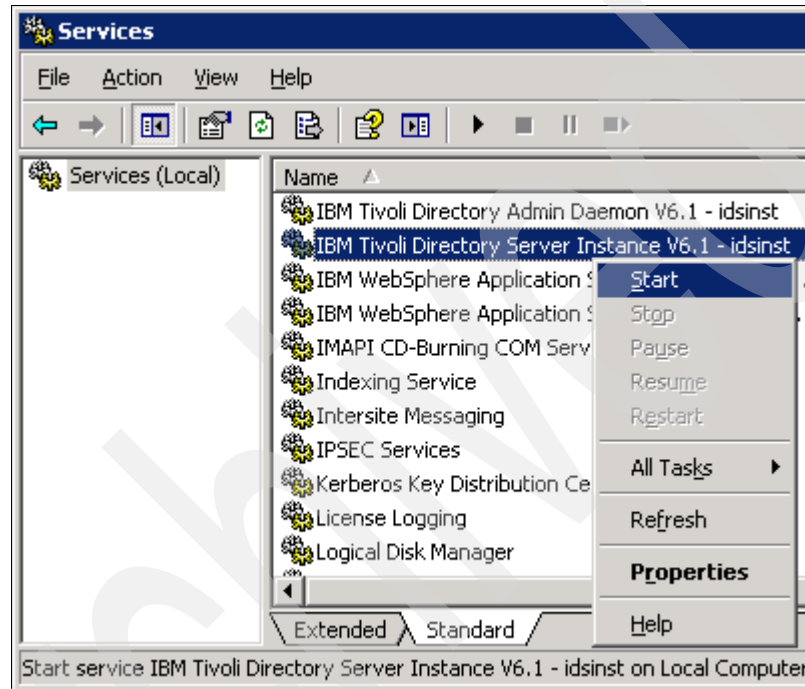 Services
File Action View Help
Services (Local)
Name
IBM Tivoli Directory Admin Daemon V6.1 - idsinst
IBM Tivoli Directory Server Instance V6.1 - idsinst
IBM WebSphere Application
IBM WebSphere Application
IMAPI CD-Burning COM Serv
Indexing Service
Intersite Messaging
IPSEC Services
Kerberos Key Distribution Ce
License Logging
Logical Disk Manager
Start
Stop
Pause
Resume
Restart
All Tasks
Refresh
Properties
Help
Extended Standard
Start service IBM Tivoli Directory Server Instance V6.1 - idsinst on Local Computer